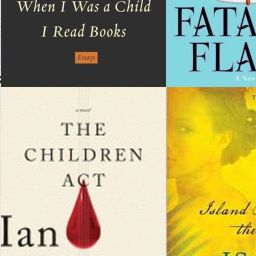 When I Was a Child
I Read Books
Essays
FATA
FLA
a novel
THE
CHILDREN
ACT
Ian
Island